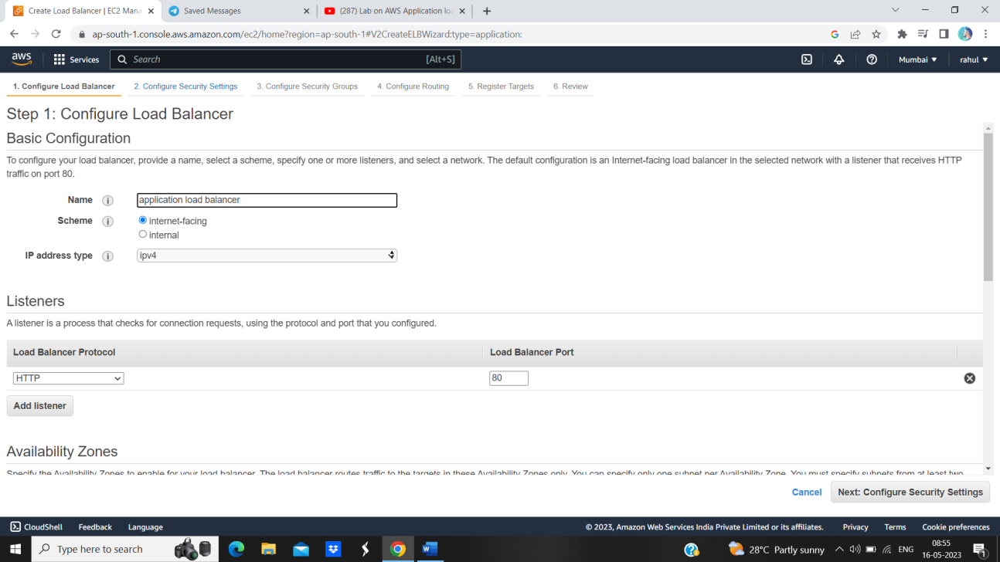 Create Load Balancer | EC2 Mana
Saved Messages
(287) Lab on AWS Application loa
ap-south-1.console.aws.amazon.com/ec2/home?region=ap-south-1#V2CreateELBWizard:type=application:
aws
Services
Search
[Alt+S]
Mumbai
rahul
1. Configure Load Balancer
2. Configure Security Settings
3. Configure Security Groups
4. Configure Routing
5. Register Targets
6. Review
Step 1: Configure Load Balancer
Basic Configuration
To configure your load balancer, provide a name, select a scheme, specify one or more listeners, and select a network. The default configuration is an Internet-facing load balancer in the selected network with a listener that receives HTTP
traffic on port 80.
Name
application load balancer
Scheme
internet-facing
internal
IP address type
ipv4
Listeners
A listener is a process that checks for connection requests, using the protocol and port that you configured.
Load Balancer Protocol
Load Balancer Port
HTTP
80
Add listener
Availability Zones
Specify the Availability Zones to enable for your load balancer. The load balancer routes traffic to the targets in these Availability Zones only. You can specify only one subnet per Availability Zone. You must specify subnets from at least two
Cancel
Next: Configure Security Settings
CloudShell
Feedback
Language
© 2023, Amazon Web Services India Private Limited or its affiliates.
Privacy
Terms
Cookie preferences
Type here to search
28°C Partly sunny
ENG
08:55
16-05-2023
1